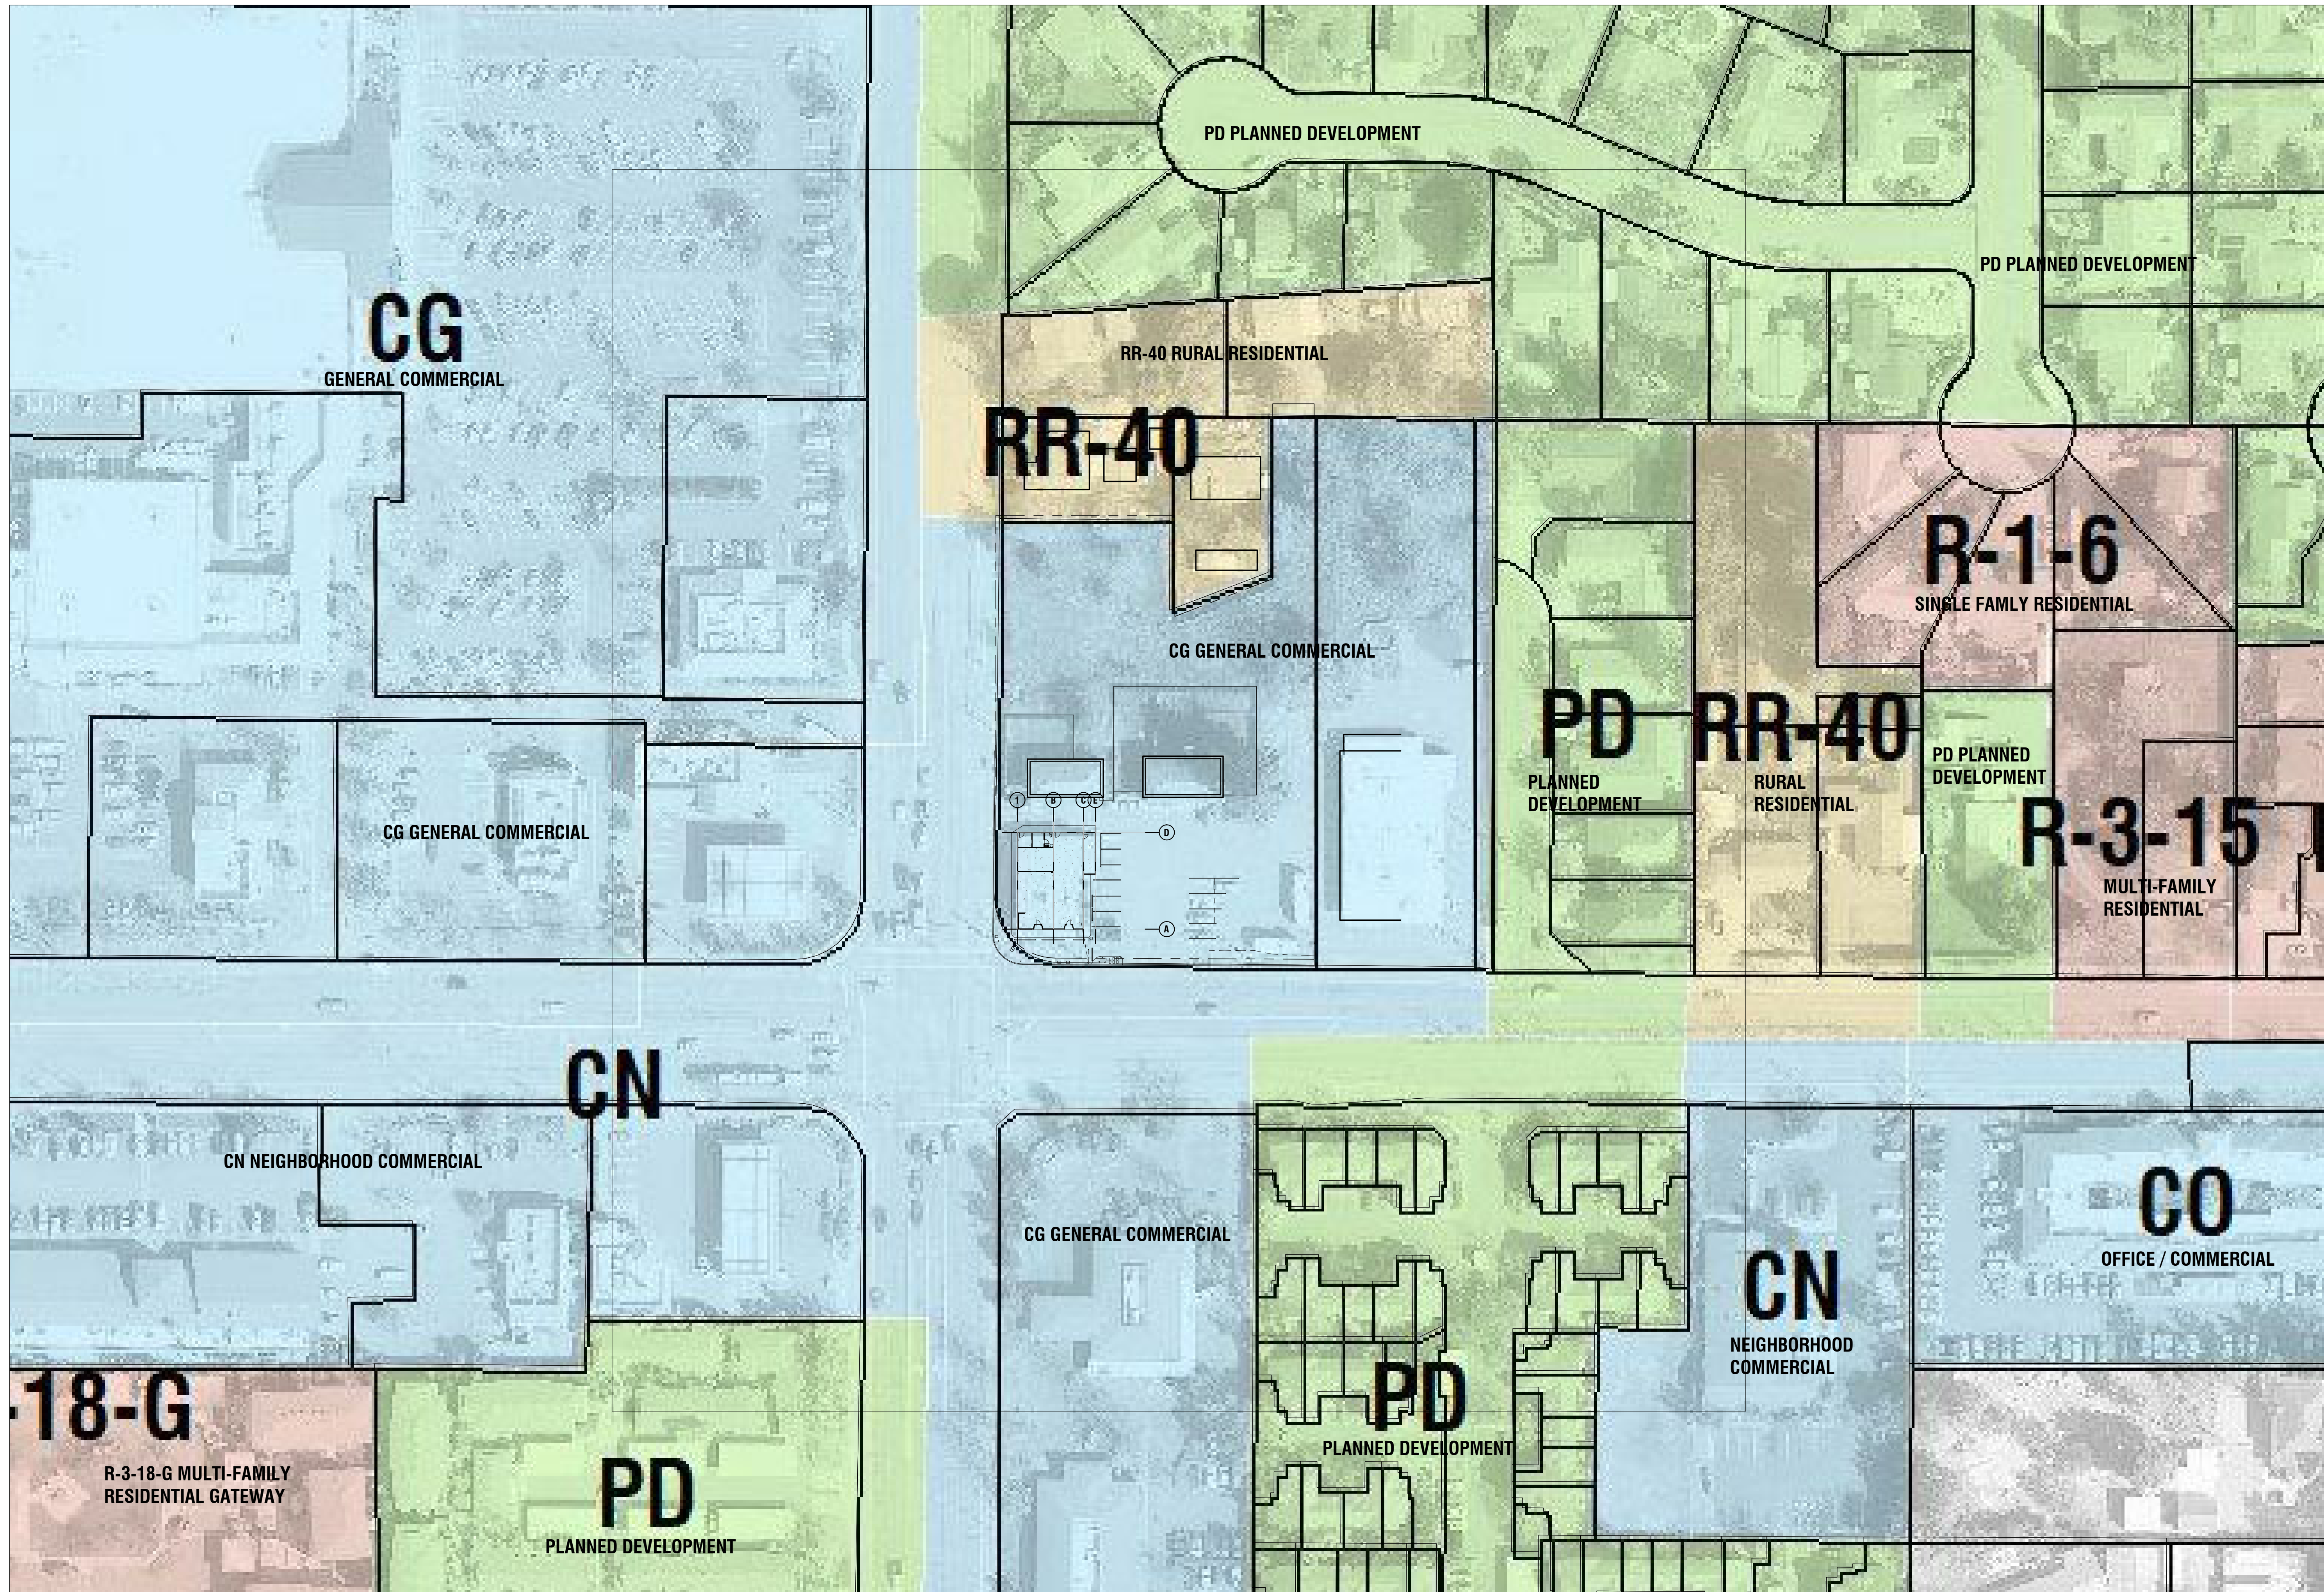 PD PLANNED DEVELOPMENT
PD PLANNED DEVELOPMENT
CG
GENERAL COMMERCIAL
RR-40 RURAL RESIDENTIAL
RR-40
R-1-6
SINGLE FAMLY RESIDENTIAL
CG GENERAL COMMERCIAL
PD
PLANNED
DEVELOPMENT
RR-40
RURAL
RESIDENTIAL
PD PLANNED
DEVELOPMENT
R-3-15
MULTI-FAMILY
RESIDENTIAL
1
B
C
E
D
A
CG GENERAL COMMERCIAL
CN
CN NEIGHBORHOOD COMMERCIAL
CG GENERAL COMMERCIAL
CO
OFFICE / COMMERCIAL
CN
NEIGHBORHOOD
COMMERCIAL
PD
PLANNED DEVELOPMENT
-18-G
R-3-18-G MULTI-FAMILY
RESIDENTIAL GATEWAY
PD
PLANNED DEVELOPMENT